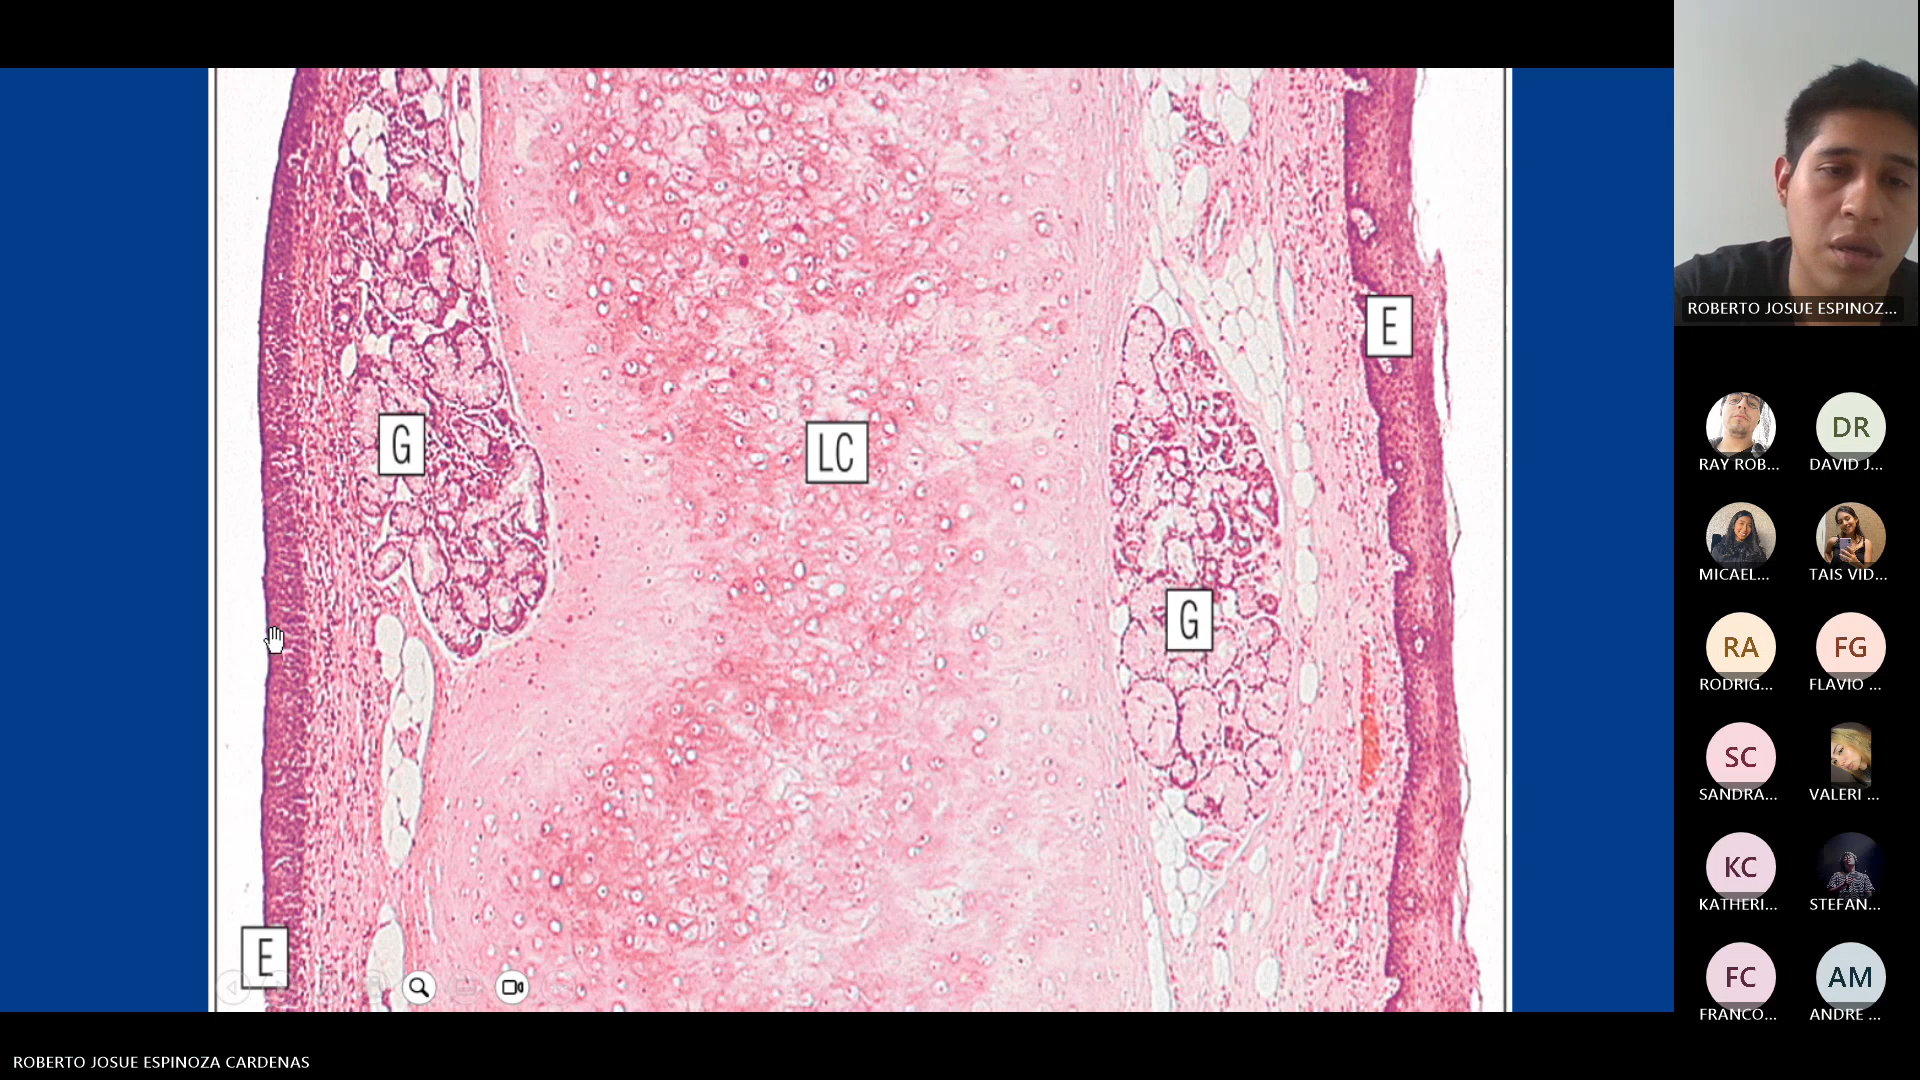 E
G
LC
G
E
ROBERTO JOSUE ESPINOZ...
RAY ROB...
DR
DAVID J...
MICAEL...
TAIS VID...
RA
RODRIG...
FG
FLAVIO ...
SC
SANDRA...
VALERI ...
KC
KATHERI...
STEFAN...
FC
FRANCO...
AM
ANDRE ...
ROBERTO JOSUE ESPINOZA CARDENAS